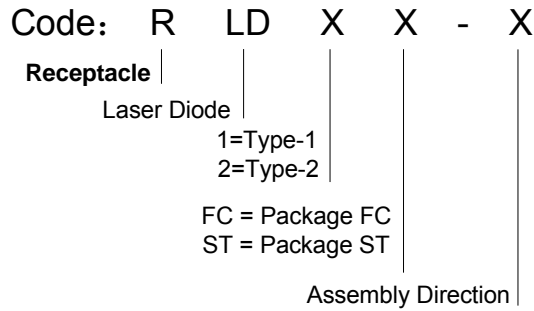 Code： R LD X X - X
Receptacle
Laser Diode
1=Type-1
2=Type-2
FC = Package FC
ST = Package ST
Assembly Direction